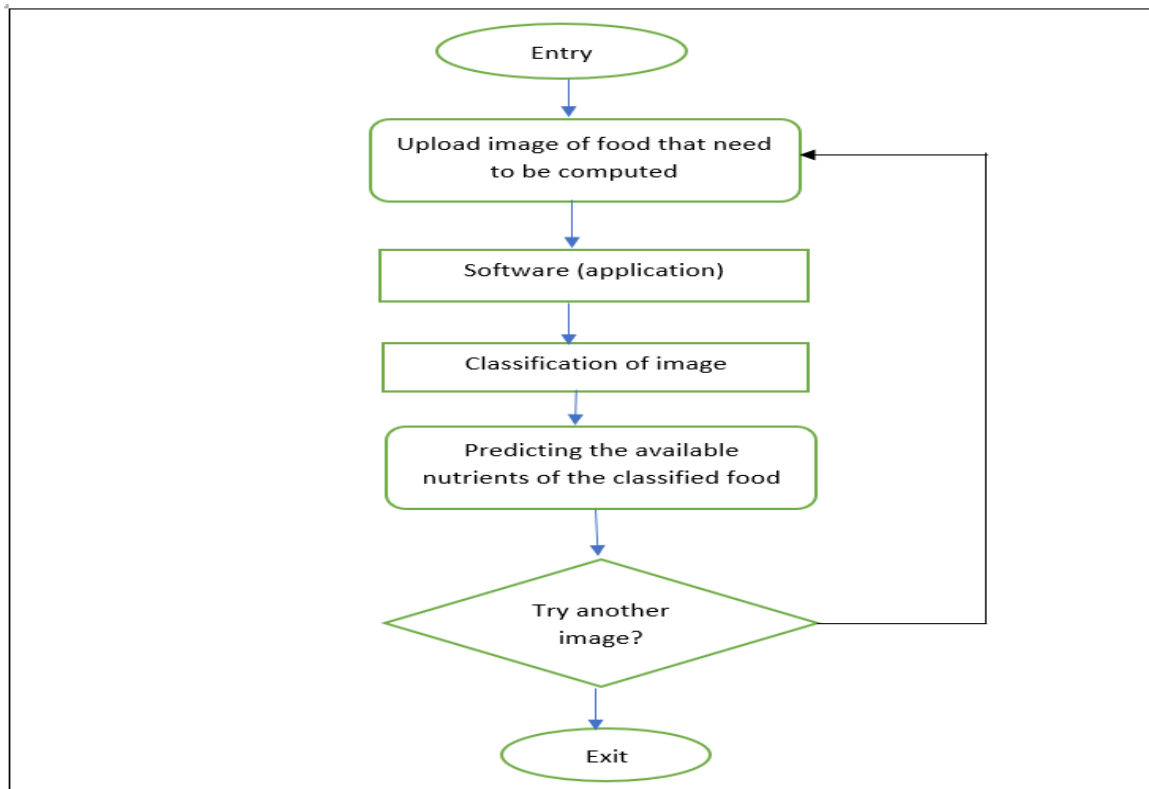 Entry
Upload image of food that need
to be computed
Software (application)
Classification of image
Predicting the available
nutrients of the classified food
Try another
image?
Exit